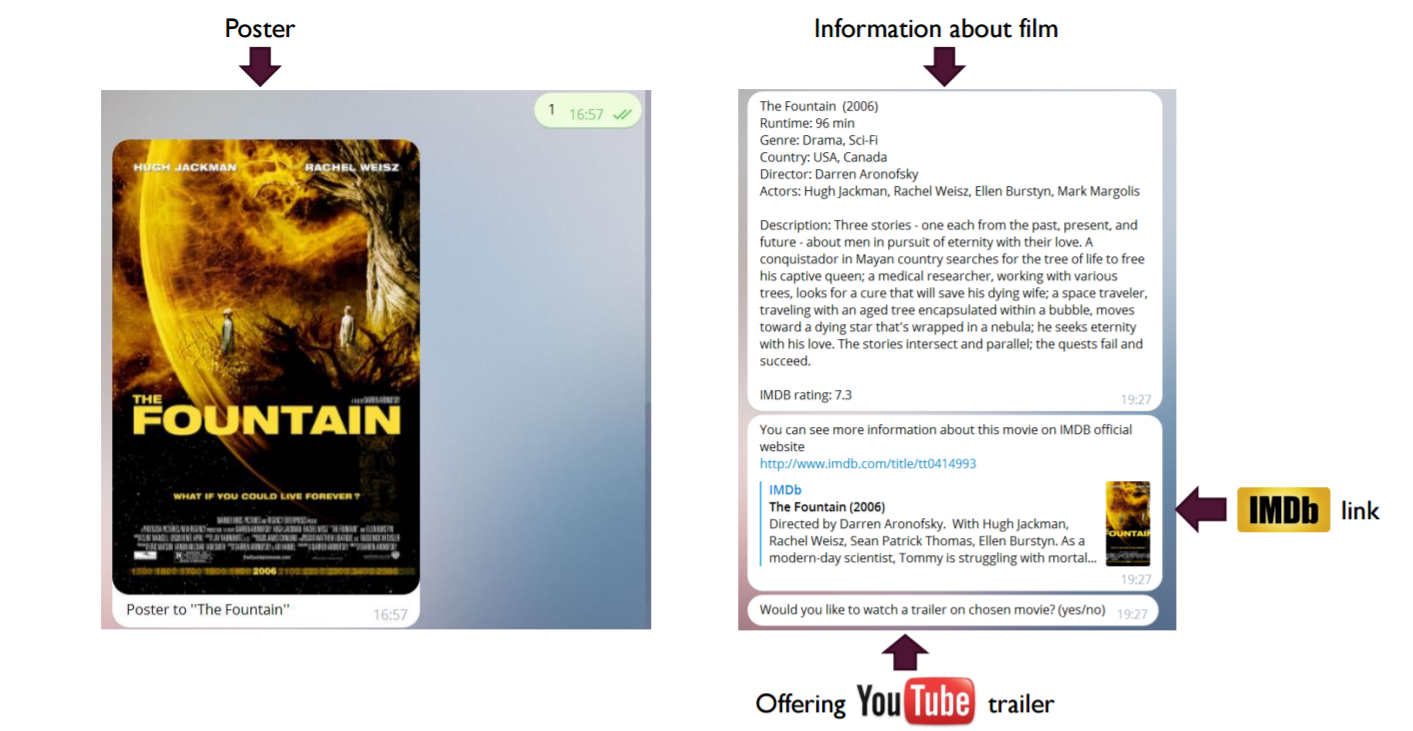 Poster
Information about film
1 16:57
HUGH JACKMAN RACHEL WEISZ
THE
FOUNTAIN
WHAT IF YOU COULD LIVE FOREVER?
2006
Poster to "The Fountain" 16:57
The Fountain (2006)
Runtime: 96 min
Genre: Drama, Sci-Fi
Country: USA, Canada
Director: Darren Aronofsky
Actors: Hugh Jackman, Rachel Weisz, Ellen Burstyn, Mark Margolis
Description: Three stories - one each from the past, present, and
future - about men in pursuit of eternity with their love. A
conquistador in Mayan country searches for the tree of life to free
his captive queen; a medical researcher, working with various
trees, looks for a cure that will save his dying wife; a space traveler,
traveling with an aged tree encapsulated within a bubble, moves
toward a dying star that's wrapped in a nebula; he seeks eternity
with his love. The stories intersect and parallel; the quests fail and
succeed.
IMDB rating: 7.3
19:27
You can see more information about this movie on IMDB official
website
http://www.imdb.com/title/tt0414993
IMDb
The Fountain (2006)
Directed by Darren Aronofsky. With Hugh Jackman,
Rachel Weisz, Sean Patrick Thomas, Ellen Burstyn. As a
modern-day scientist, Tommy is struggling with mortal...
FOUNTAIN
19:27
IMDb link
Would you like to watch a trailer on chosen movie? (yes/no) 19:27
Offering YouTube trailer